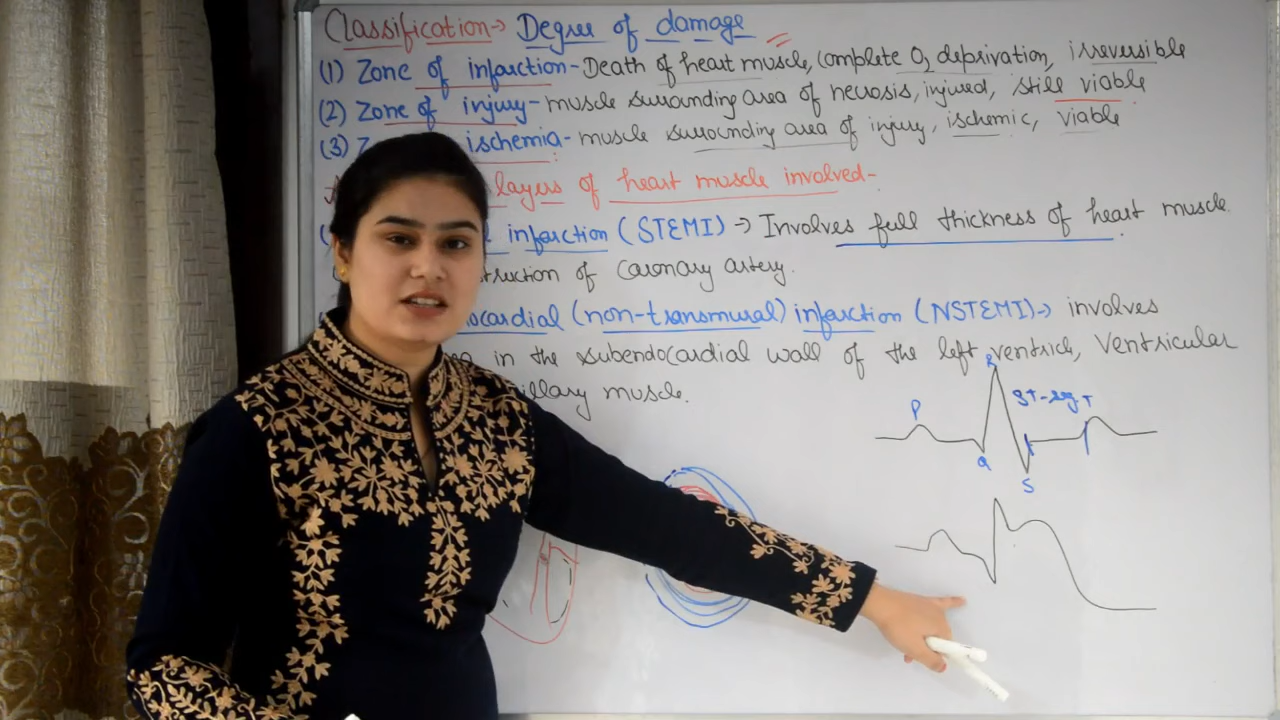 Classification→ Degree of damage
(1) Zone of infarction - Death of heart muscle, complete O2 deprivation, irreversible
(2) Zone of injury - muscle surrounding area of necrosis, injured, still viable
(3) Z ischemia - muscle surrounding area of injury, ischemic, viable
layers of heart muscle involved-
infarction (STEMI) → Involves full thickness of heart muscle
struction of coronary artery.
ocardial (non-transmural) infarction (NSTEMI)→ involves
in the subendocardial wall of the left ventricle, Ventricular
illary muscle.
R
P
ST-seg T
Q
S